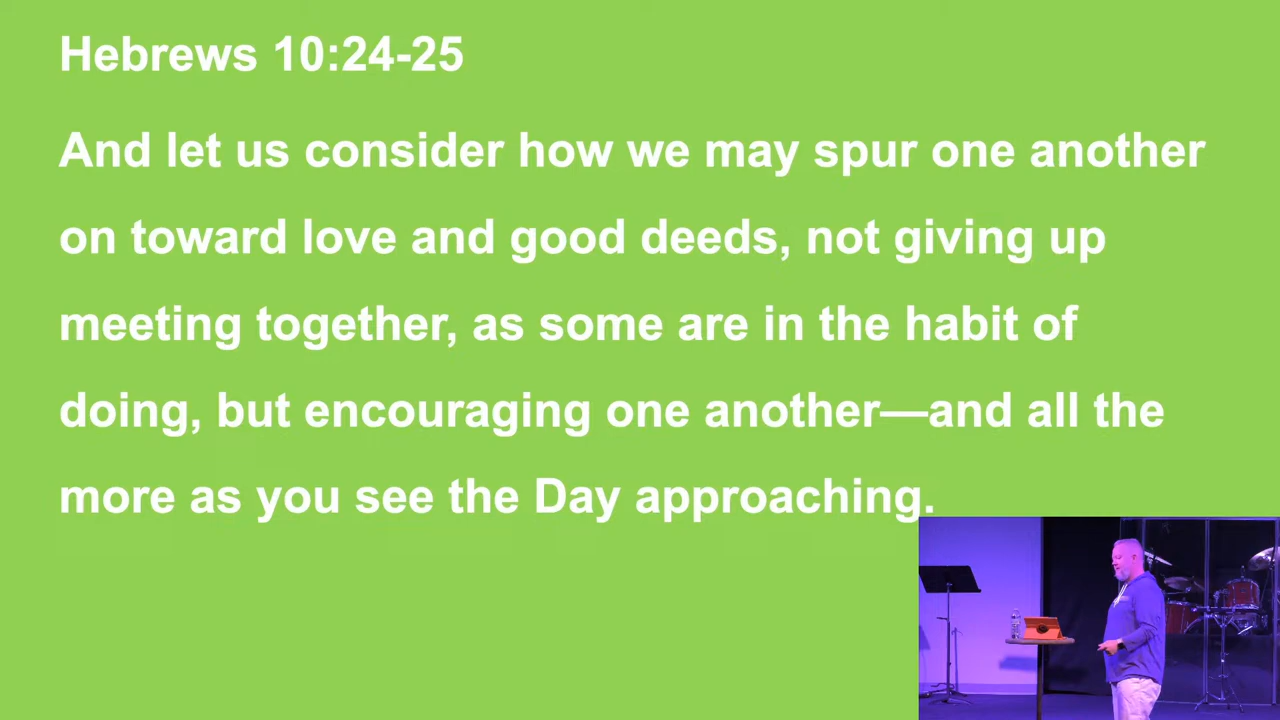 Hebrews 10:24-25
And let us consider how we may spur one another
on toward love and good deeds, not giving up
meeting together, as some are in the habit of
doing, but encouraging one another—and all the
more as you see the Day approaching.